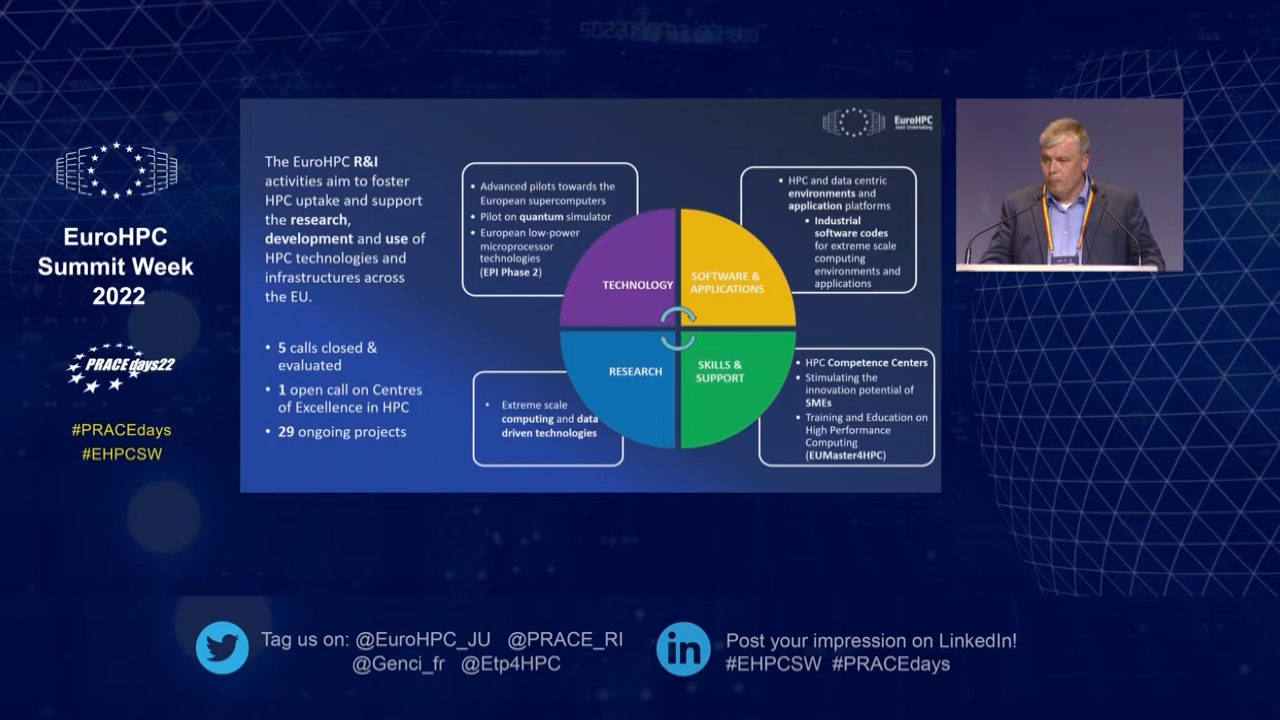 EuroHPC
Summit Week
2022
PRACEdays22
#PRACEdays
#EHPCSW
EuroHPC
Joint Undertaking
The EuroHPC R&I
activities aim to foster
HPC uptake and support
the research,
development and use of
HPC technologies and
infrastructures across
the EU.
• 5 calls closed &
evaluated
• 1 open call on Centres
of Excellence in HPC
• 29 ongoing projects
• Advanced pilots towards the
European supercomputers
• Pilot on quantum simulator
• European low-power
microprocessor
technologies
(EPI Phase 2)
• HPC and data centric
environments and
application platforms
• Industrial
software codes
for extreme scale
computing
environments and
applications
TECHNOLOGY
SOFTWARE &
APPLICATIONS
RESEARCH
SKILLS &
SUPPORT
• Extreme scale
computing and data
driven technologies
• HPC Competence Centers
• Stimulating the
innovation potential of
SMEs
• Training and Education on
High Performance
Computing
(EUMaster4HPC)
Tag us on: @EuroHPC_JU @PRACE_RI
@Genci_fr @Etp4HPC
in
Post your impression on LinkedIn!
#EHPCSW #PRACEdays